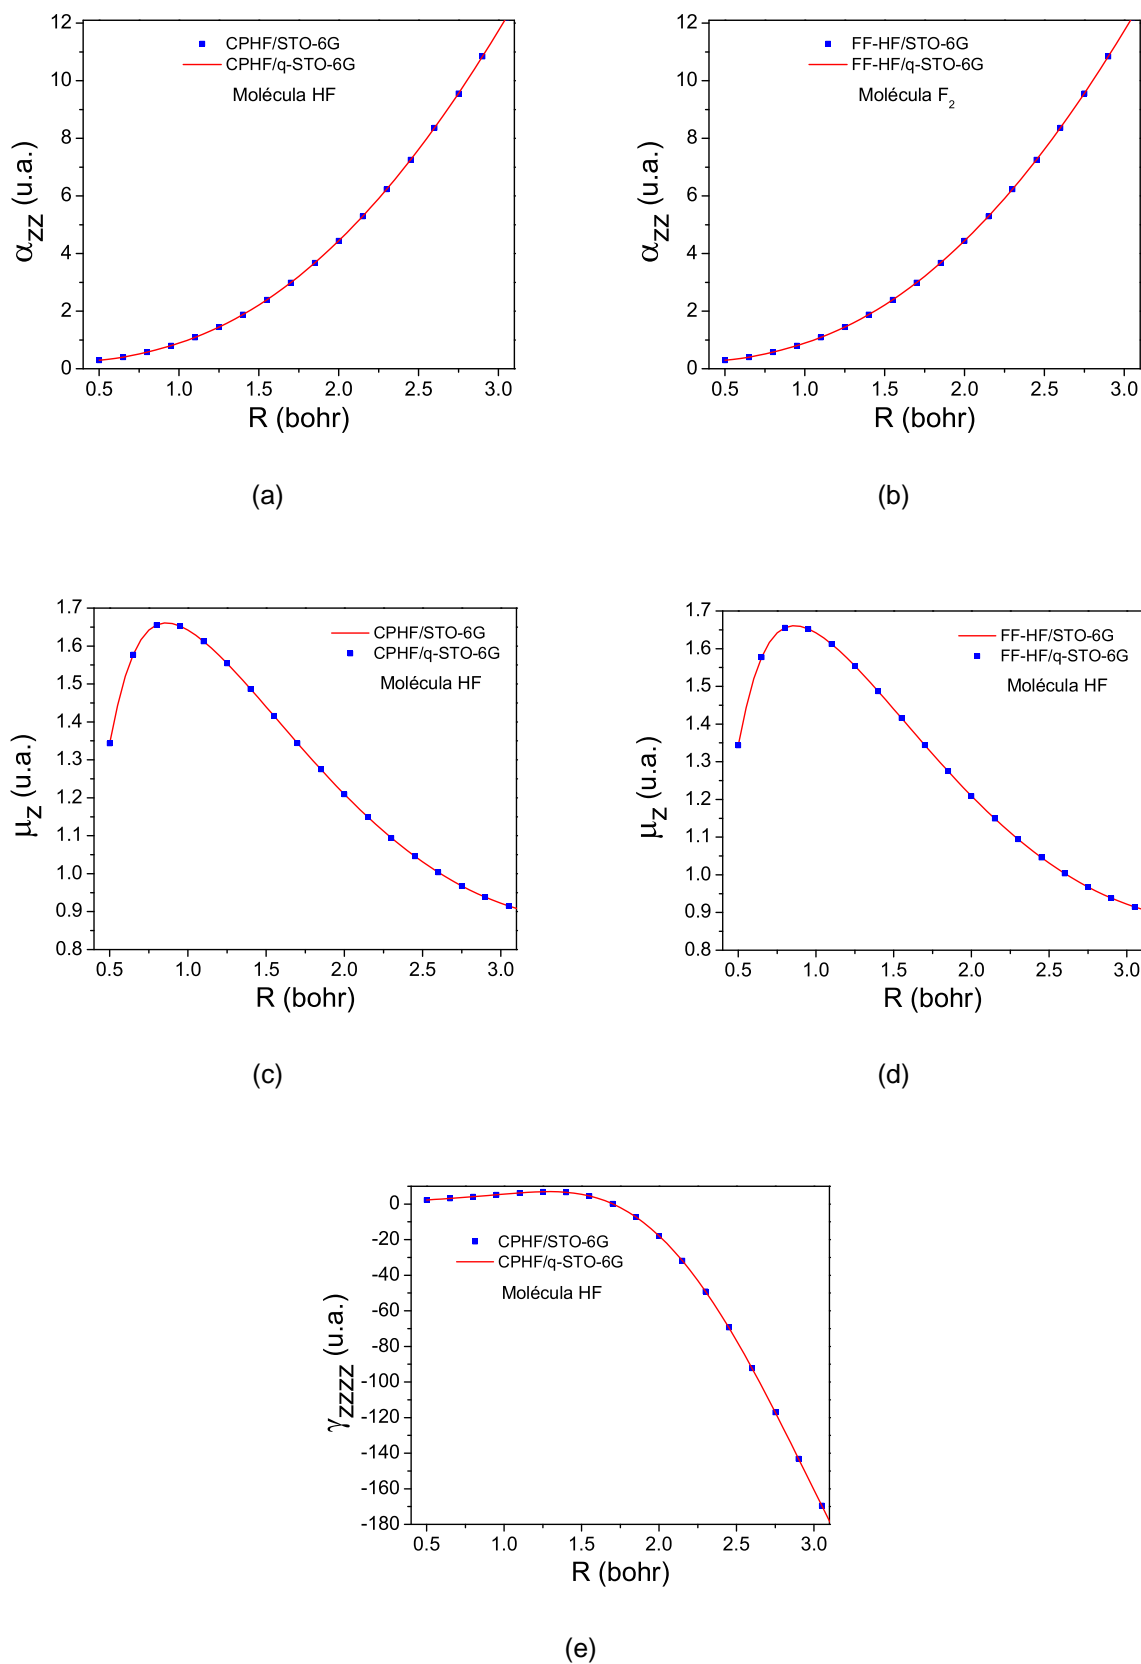 12
10
8
6
4
2
0
α_zz (u.a.)
CPHF/STO-6G
CPHF/q-STO-6G
Molécula HF
0.5 1.0 1.5 2.0 2.5 3.0
R (bohr)
(a)
12
10
8
6
4
2
0
α_zz (u.a.)
FF-HF/STO-6G
FF-HF/q-STO-6G
Molécula F₂
0.5 1.0 1.5 2.0 2.5 3.0
R (bohr)
(b)
1.7
1.6
1.5
1.4
1.3
1.2
1.1
1.0
0.9
0.8
μ_z (u.a.)
CPHF/STO-6G
CPHF/q-STO-6G
Molécula HF
0.5 1.0 1.5 2.0 2.5 3.0
R (bohr)
(c)
1.7
1.6
1.5
1.4
1.3
1.2
1.1
1.0
0.9
0.8
μ_z (u.a.)
FF-HF/STO-6G
FF-HF/q-STO-6G
Molécula HF
0.5 1.0 1.5 2.0 2.5 3.0
R (bohr)
(d)
0
-20
-40
-60
-80
-100
-120
-140
-160
-180
γ_zzzz (u.a.)
CPHF/STO-6G
CPHF/q-STO-6G
Molécula HF
0.5 1.0 1.5 2.0 2.5 3.0
R (bohr)
(e)